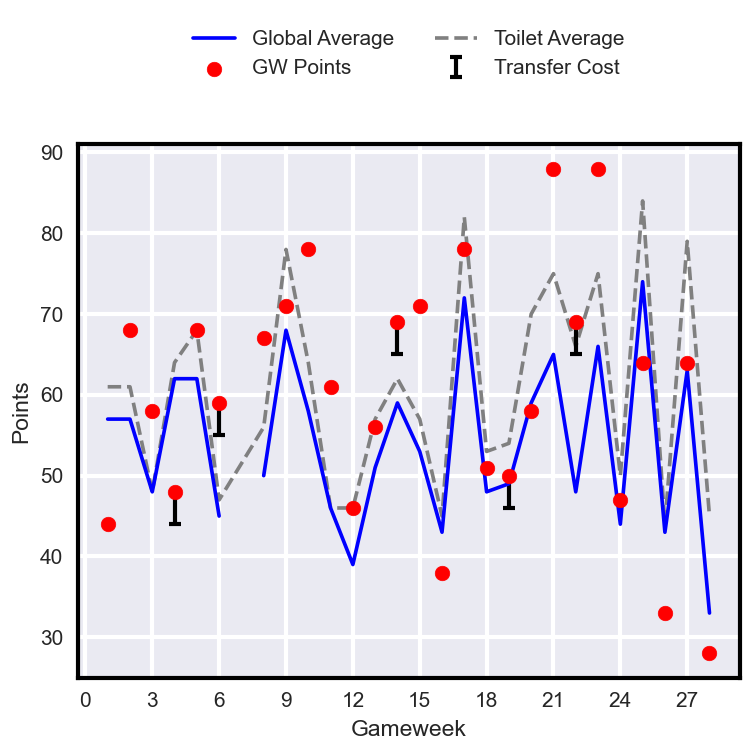 Global Average
Toilet Average
GW Points
Transfer Cost
90
80
70
60
50
40
30
Points
0 3 6 9 12 15 18 21 24 27
Gameweek